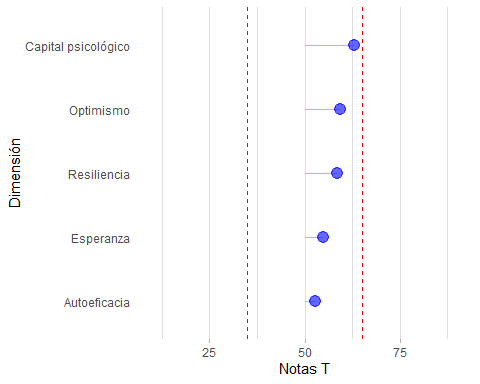 Capital psicológico
Optimismo
Resiliencia
Esperanza
Autoeficacia
Dimensión
25
50
75
Notas T